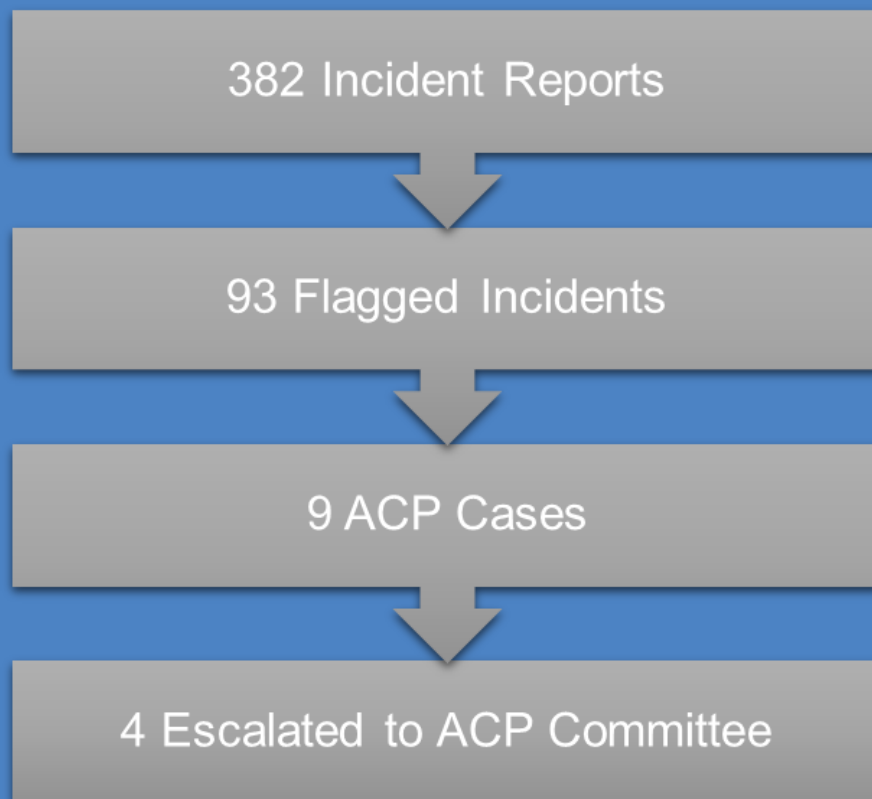 382 Incident Reports
93 Flagged Incidents
9 ACP Cases
4 Escalated to ACP Committee